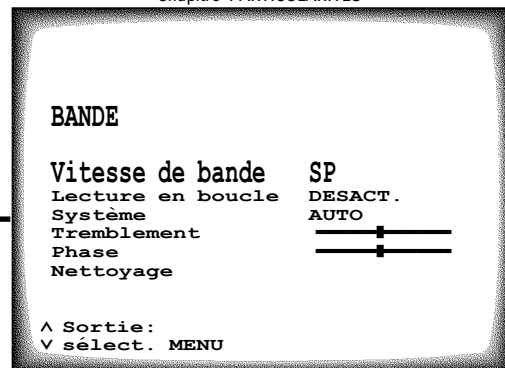 BANDE
Vitesse de bande SP
Lecture en boucle DESACT.
Système AUTO
Tremblement
Phase
Nettoyage
∧ Sortie:
∨ sélect. MENU